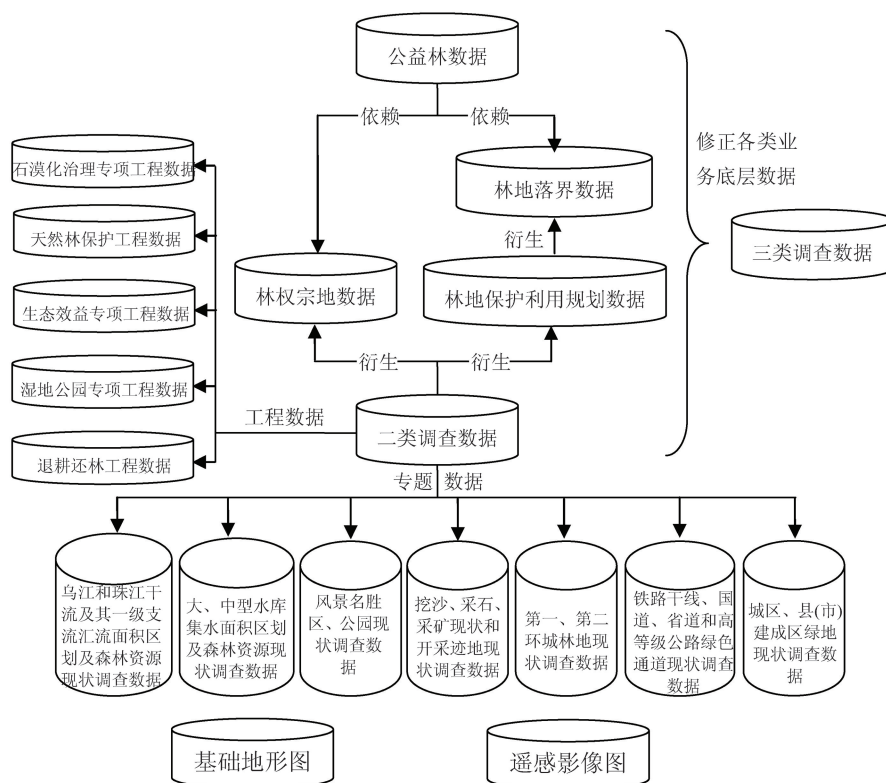 公益林数据
依赖
依赖
修正各类业
务底层数据
石漠化治理专项工程数据
林地落界数据
天然林保护工程数据
衍生
三类调查数据
林权宗地数据
林地保护利用规划数据
生态效益专项工程数据
衍生
衍生
湿地公园专项工程数据
工程数据
二类调查数据
退耕还林工程数据
专题 数据
乌江和珠江干
流及其一级支
流汇流面积区
划及森林资源
现状调查数据
大、中型水库
集水面积区划
及森林资源现
状调查数据
风景名胜
区、公园现
状调查数
据
挖沙、采石、
采矿现状和
开采迹地现
状调查数据
第一、第二
环城林地现
状调查数据
铁路干线、国
道、省道和高
等级公路绿色
通道现状调查
数据
城区、县(市)
建成区绿地
现状调查数
据
基础地形图
遥感影像图